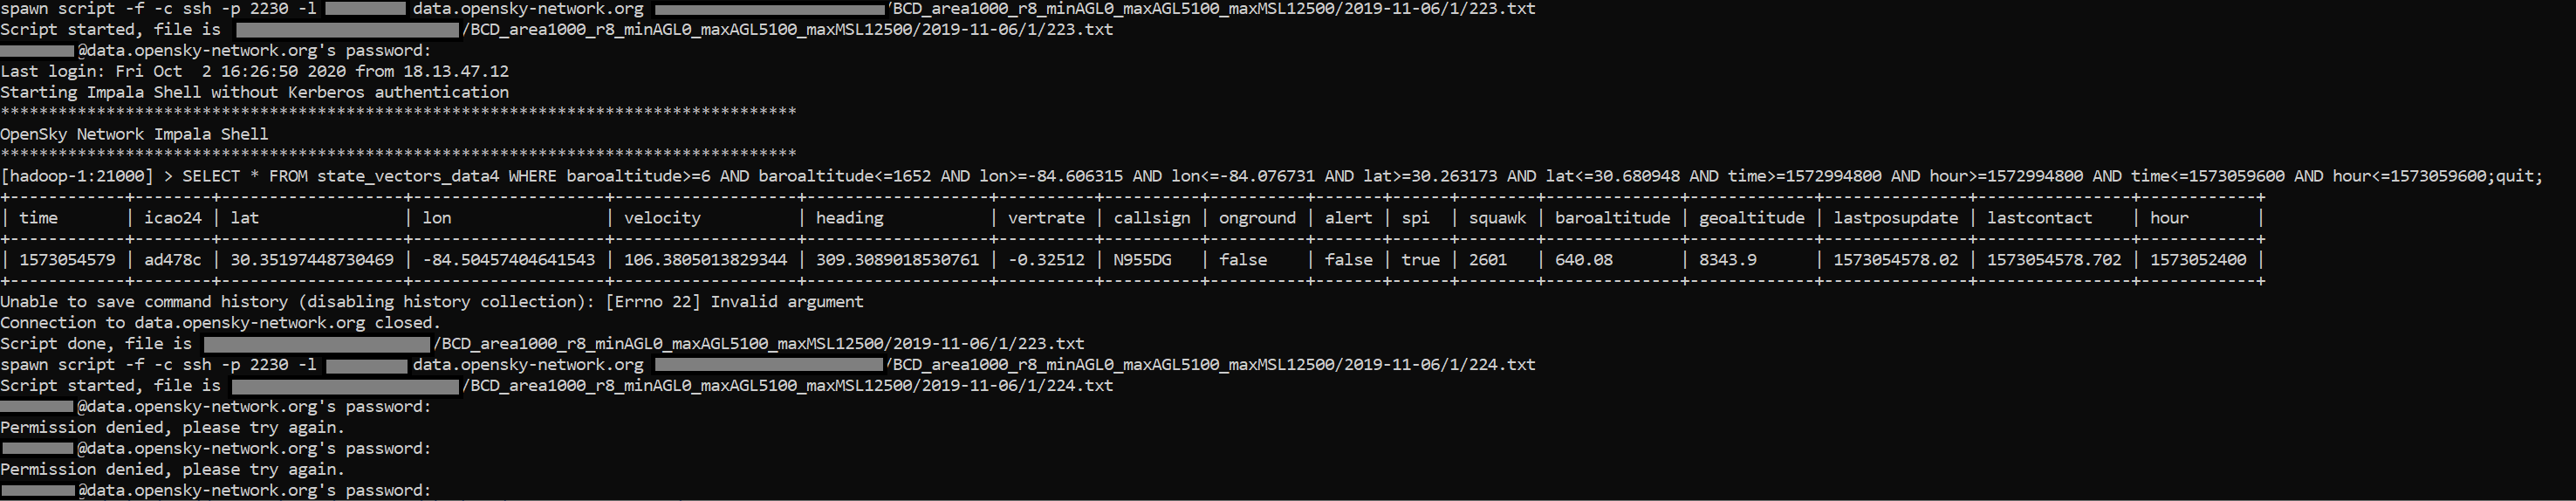 spawn script -f -c ssh -p 2230 -l data.opensky-network.org /BCD_area1000_r8_minAGL0_maxAGL5100_maxMSL12500/2019-11-06/1/223.txt
Script started, file is /BCD_area1000_r8_minAGL0_maxAGL5100_maxMSL12500/2019-11-06/1/223.txt
@data.opensky-network.org's password:
Last login: Fri Oct  2 16:26:50 2020 from 18.13.47.12
Starting Impala Shell without Kerberos authentication
***********************************************************************************
OpenSky Network Impala Shell
***********************************************************************************
[hadoop-1:21000] > SELECT * FROM state_vectors_data4 WHERE baroaltitude>=6 AND baroaltitude<=1652 AND lon>=-84.606315 AND lon<=-84.076731 AND lat>=30.263173 AND lat<=30.680948 AND time>=1572994800 AND hour>=1572994800 AND time<=1573059600 AND hour<=1573059600;quit;
+------------+--------+-------------------+--------------------+-------------------+-------------------+----------+----------+----------+-------+------+--------+--------------+-------------+----------------+----------------+------------+
| time       | icao24 | lat               | lon                | velocity          | heading           | vertrate | callsign | onground | alert | spi  | squawk | baroaltitude | geoaltitude | lastposupdate  | lastcontact    | hour       |
+------------+--------+-------------------+--------------------+-------------------+-------------------+----------+----------+----------+-------+------+--------+--------------+-------------+----------------+----------------+------------+
| 1573054579 | ad478c | 30.35197448730469 | -84.50457404641543 | 106.3805013829344 | 309.3089018530761 | -0.32512 | N955DG   | false    | false | true | 2601   | 640.08       | 8343.9      | 1573054578.02  | 1573054578.702 | 1573052400 |
+------------+--------+-------------------+--------------------+-------------------+-------------------+----------+----------+----------+-------+------+--------+--------------+-------------+----------------+----------------+------------+
Unable to save command history (disabling history collection): [Errno 22] Invalid argument
Connection to data.opensky-network.org closed.
Script done, file is /BCD_area1000_r8_minAGL0_maxAGL5100_maxMSL12500/2019-11-06/1/223.txt
spawn script -f -c ssh -p 2230 -l data.opensky-network.org /BCD_area1000_r8_minAGL0_maxAGL5100_maxMSL12500/2019-11-06/1/224.txt
Script started, file is /BCD_area1000_r8_minAGL0_maxAGL5100_maxMSL12500/2019-11-06/1/224.txt
@data.opensky-network.org's password:
Permission denied, please try again.
@data.opensky-network.org's password:
Permission denied, please try again.
@data.opensky-network.org's password: